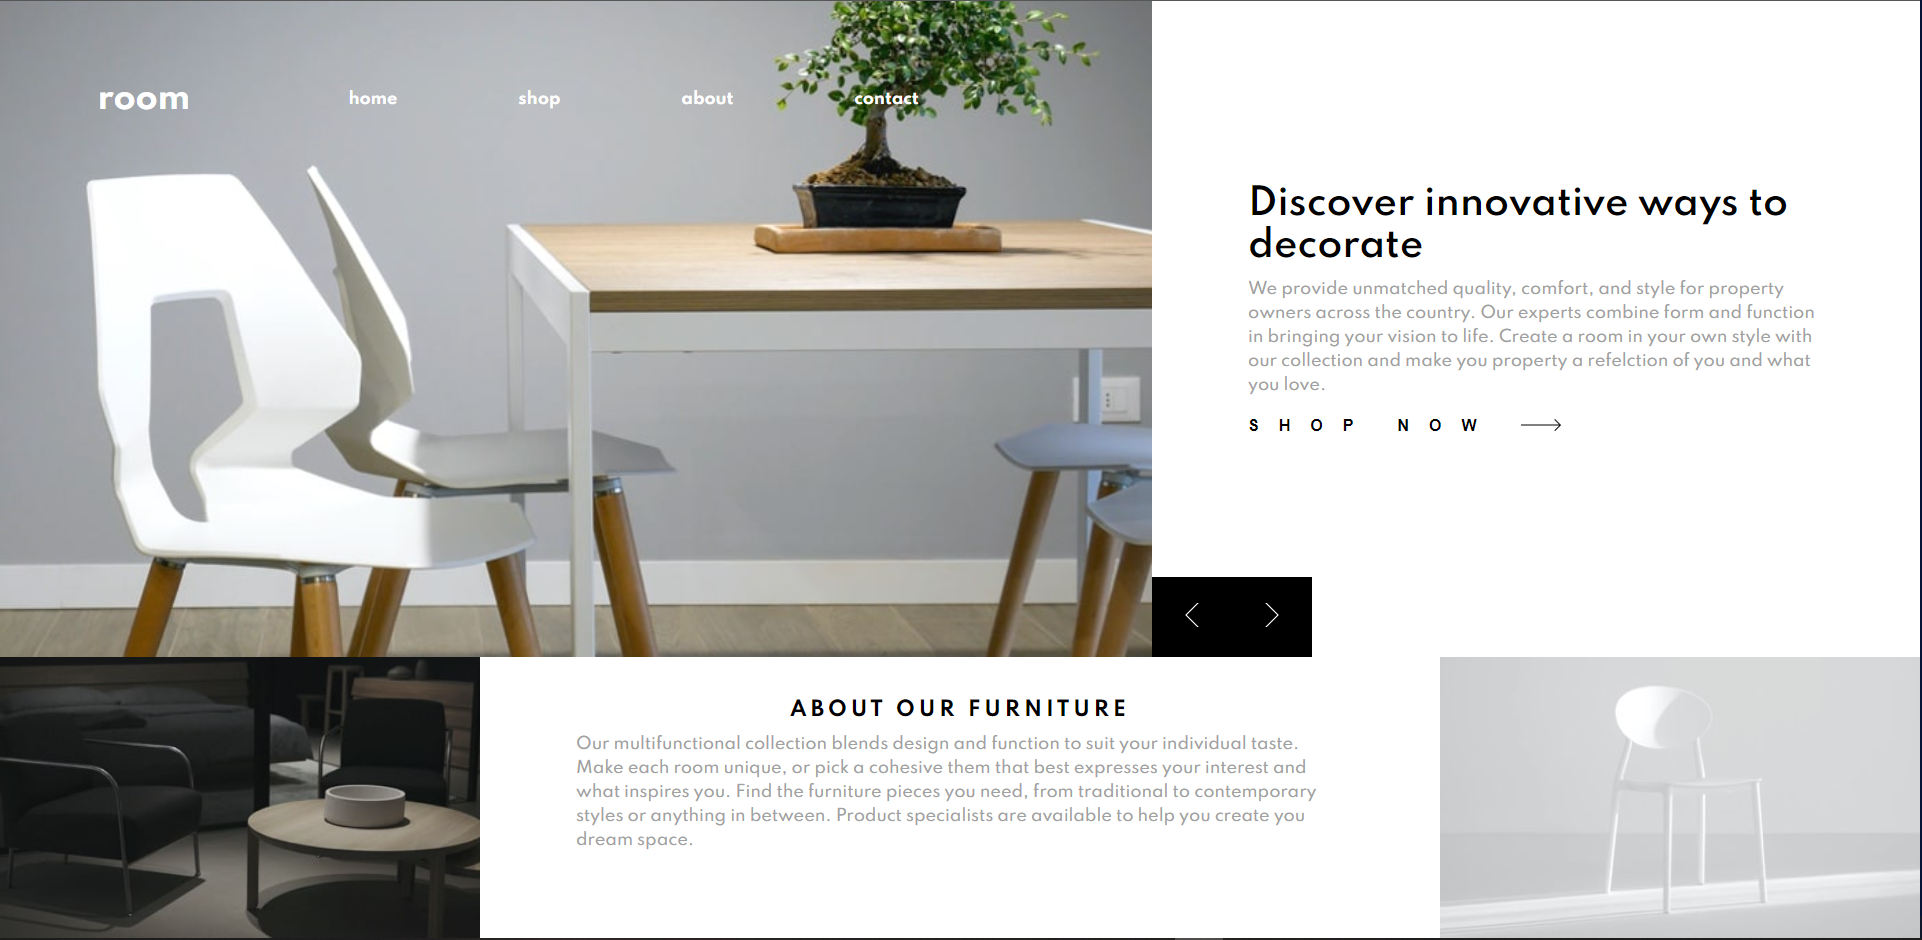 room
home shop about contact
Discover innovative ways to
decorate
We provide unmatched quality, comfort, and style for property
owners across the country. Our experts combine form and function
in bringing your vision to life. Create a room in your own style with
our collection and make you property a refelction of you and what
you love.
SHOP NOW
ABOUT OUR FURNITURE
Our multifunctional collection blends design and function to suit your individual taste.
Make each room unique, or pick a cohesive them that best expresses your interest and
what inspires you. Find the furniture pieces you need, from traditional to contemporary
styles or anything in between. Product specialists are available to help you create you
dream space.